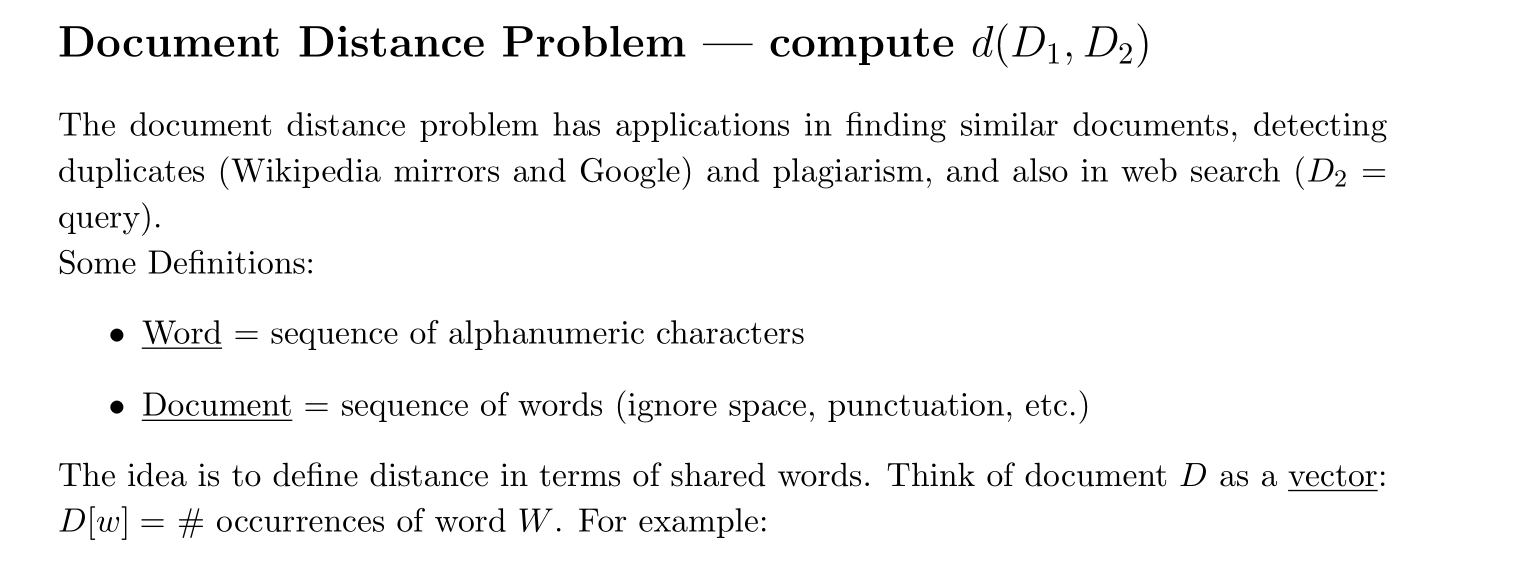 Document Distance Problem — compute d(D₁, D₂)
The document distance problem has applications in finding similar documents, detecting
duplicates (Wikipedia mirrors and Google) and plagiarism, and also in web search (D₂ =
query).
Some Definitions:
• Word = sequence of alphanumeric characters
• Document = sequence of words (ignore space, punctuation, etc.)
The idea is to define distance in terms of shared words. Think of document D as a vector:
D[w] = # occurrences of word W. For example: